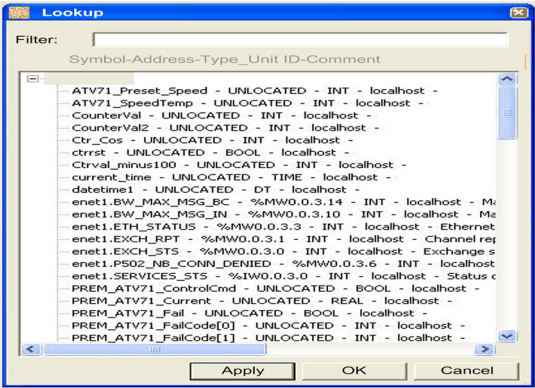 Lookup
Filter:
Symbol-Address-Type_Unit ID-Comment
ATV71_Preset_Speed - UNLOCATED - INT - localhost -
ATV71_SpeedTemp - UNLOCATED - INT - localhost -
CounterVal - UNLOCATED - INT - localhost -
CounterVal2 - UNLOCATED - INT - localhost -
Ctr_Cos - UNLOCATED - INT - localhost -
ctrrst - UNLOCATED - BOOL - localhost -
Ctrval_minus100 - UNLOCATED - INT - localhost -
current_time - UNLOCATED - TIME - localhost -
datetime1 - UNLOCATED - DT - localhost -
enet1.BW_MAX_MSG_BC - %MW0.0.3.14 - INT - localhost - Ma
enet1.BW_MAX_MSG_IN - %MW0.0.3.10 - INT - localhost - Ma
enet1.ETH_STATUS - %MW0.0.3.3 - INT - localhost - Ethernet
enet1.EXCH_RPT - %MW0.0.3.1 - INT - localhost - Channel rep
enet1.EXCH_STS - %MW0.0.3.0 - INT - localhost - Exchange s
enet1.PS02_NB_CONN_DENIED - %MW0.0.3.6 - INT - localhost
enet1.SERVICES_STS - %IW0.0.3.0 - INT - localhost - Status o
PREM_ATV71_ControlCmd - UNLOCATED - BOOL - localhost -
PREM_ATV71_Current - UNLOCATED - REAL - localhost -
PREM_ATV71_Fail - UNLOCATED - BOOL - localhost -
PREM_ATV71_FailCode[0] - UNLOCATED - INT - localhost -
PREM_ATV71_FailCode[1] - UNLOCATED - INT - localhost -
Apply OK Cancel